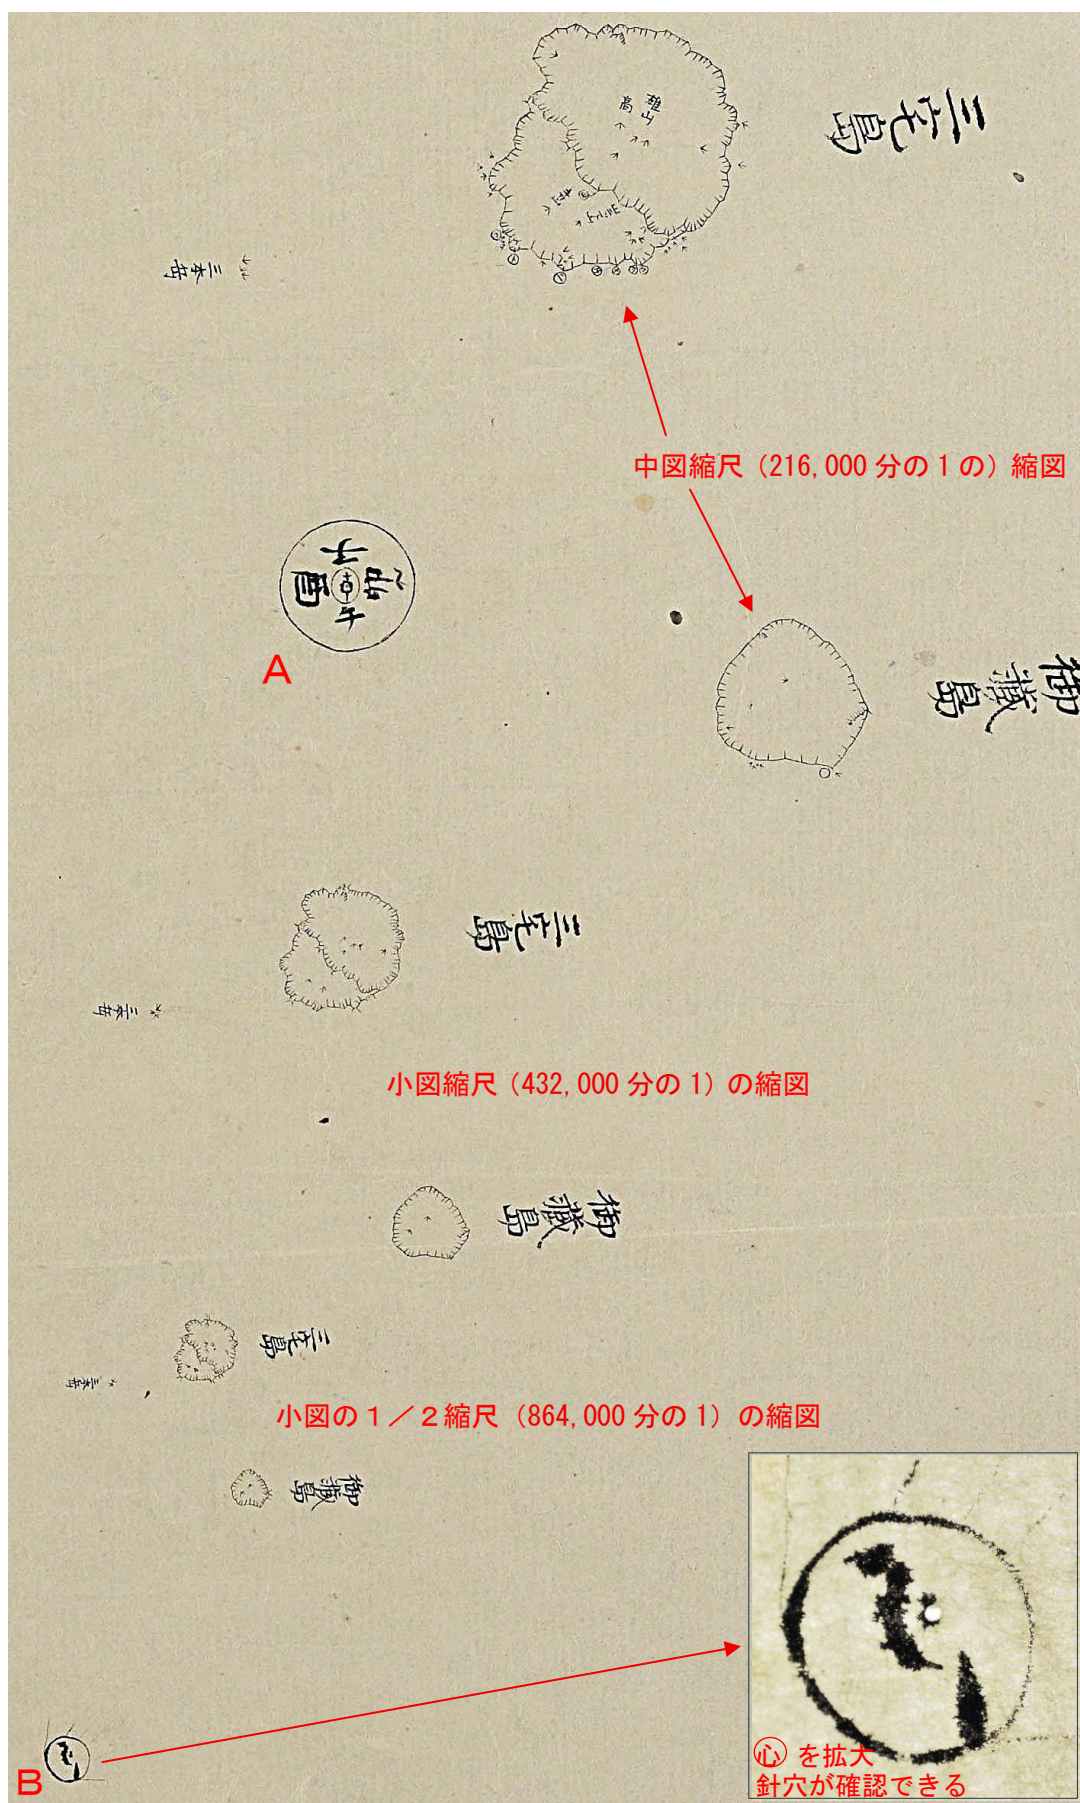 三宅島
雄山
高
三本岳
中図縮尺（216,000 分の 1 の）縮図
A
御蔵島
三宅島
三本岳
小図縮尺（432,000 分の 1）の縮図
御蔵島
三宅島
三本岳
小図の１／２縮尺（864,000 分の 1）の縮図
御蔵島
B
心 を拡大
針穴が確認できる